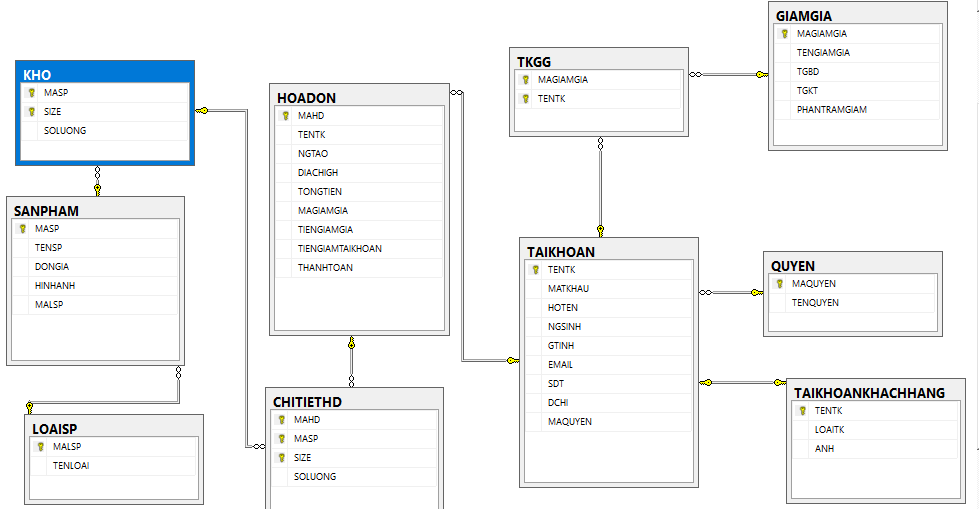 KHO
MASP
SIZE
SOLUONG
SANPHAM
MASP
TENSP
DONGIA
HINHANH
MALSP
LOAISP
MALSP
TENLOAI
HOADON
MAHD
TENTK
NGTAO
DIACHIGH
TONGTIEN
MAGIAMGIA
TIENGIAMGIA
TIENGIAMTAIKHOAN
THANHTOAN
CHITIETHD
MAHD
MASP
SIZE
SOLUONG
TKGG
MAGIAMGIA
TENTK
TAIKHOAN
TENTK
MATKHAU
HOTEN
NGSINH
GTINH
EMAIL
SDT
DCHI
MAQUYEN
GIAMGIA
MAGIAMGIA
TENGIAMGIA
TGBD
TGKT
PHANTRAMGIAM
QUYEN
MAQUYEN
TENQUYEN
TAIKHOANKHACHHANG
TENTK
LOAITK
ANH